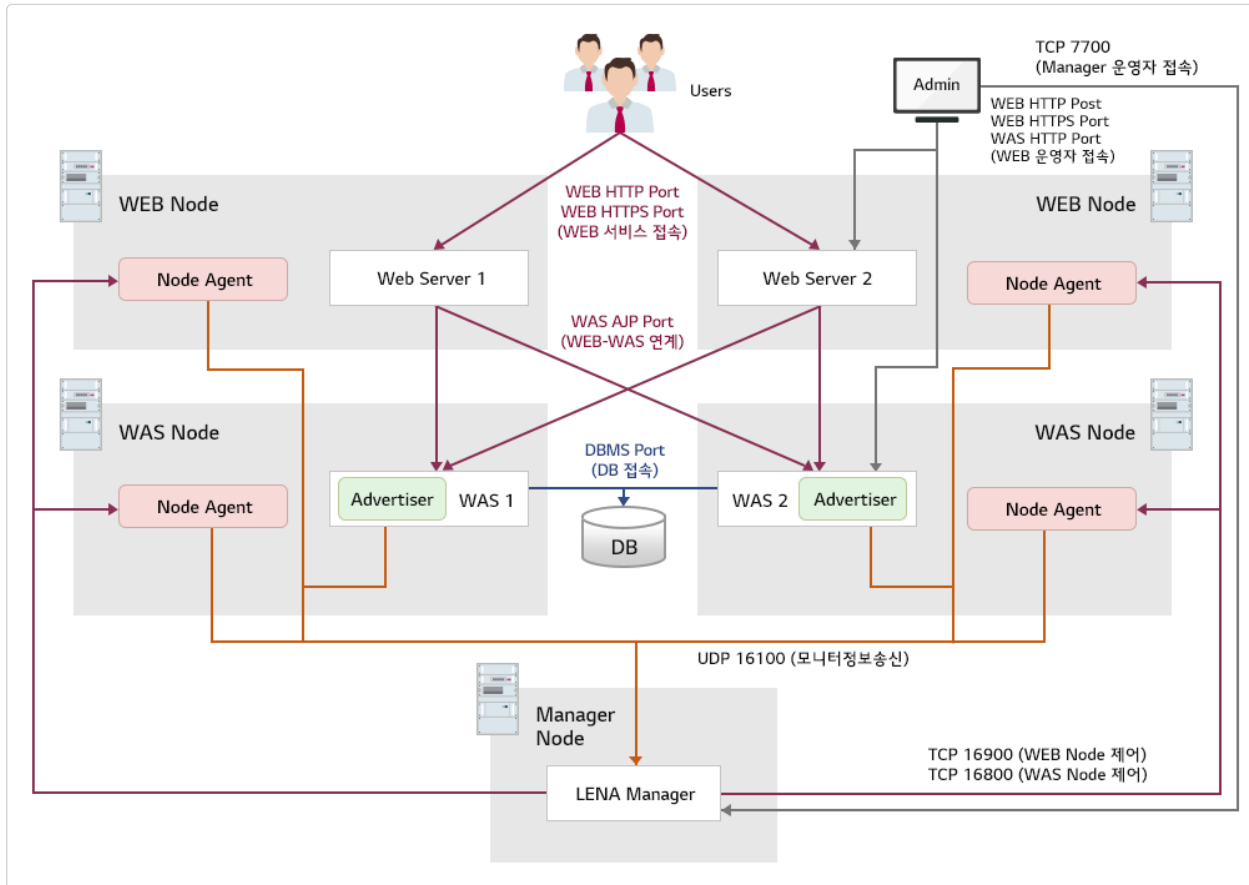 TCP 7700
(Manager 운영자 접속)
Users
Admin
WEB HTTP Post
WEB HTTPS Port
WAS HTTP Port
(WEB 운영자 접속)
WEB Node
WEB HTTP Port
WEB HTTPS Port
(WEB 서비스 접속)
WEB Node
Node Agent
Web Server 1
Web Server 2
Node Agent
WAS AJP Port
(WEB-WAS 연계)
WAS Node
WAS Node
DBMS Port
(DB 접속)
Node Agent
Advertiser
WAS 1
WAS 2
Advertiser
Node Agent
DB
UDP 16100 (모니터정보송신)
Manager
Node
TCP 16900 (WEB Node 제어)
TCP 16800 (WAS Node 제어)
LENA Manager